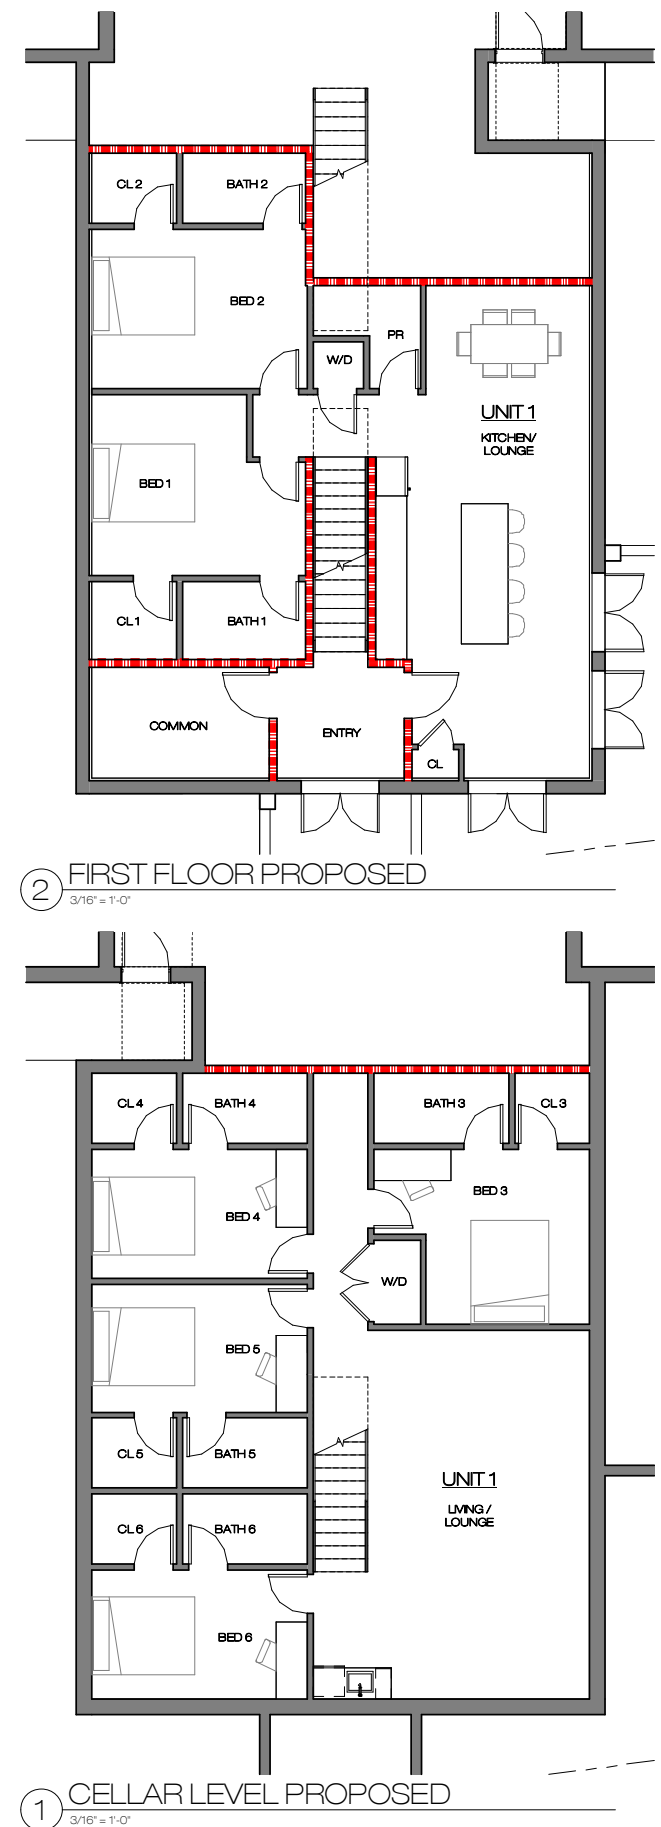 CL 2
BATH 2
BED 2
PR
W/D
UNIT 1
KITCHEN/
LOUNGE
BED 1
CL 1
BATH 1
COMMON
ENTRY
CL
2
FIRST FLOOR PROPOSED
3/16" = 1'-0"
CL 4
BATH 4
BATH 3
CL 3
BED 4
BED 3
W/D
BED 5
CL 5
BATH 5
UNIT 1
LIVING /
LOUNGE
CL 6
BATH 6
BED 6
1
CELLAR LEVEL PROPOSED
3/16" = 1'-0"